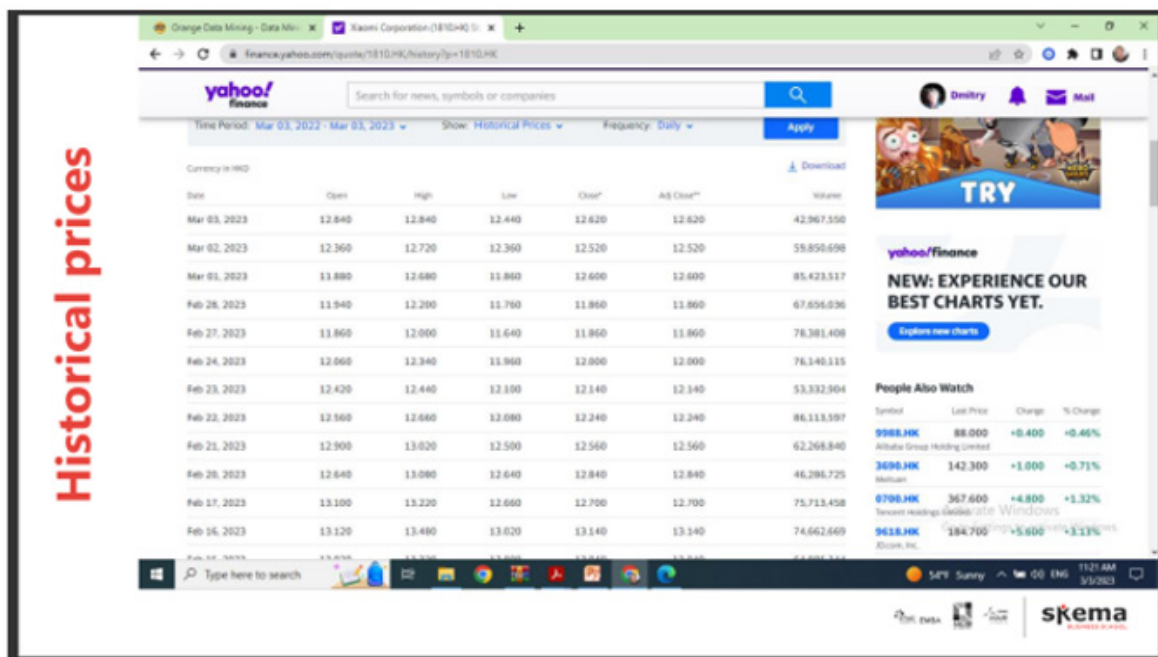 Historical prices
Orange Data Mining - Data Mini
Xiaomi Corporation (1810.HK) St
finance.yahoo.com/quote/1810.HK/history?p=1810.HK
yahoo!
finance
Search for news, symbols or companies
Dmitry
Mail
Time Period: Mar 03, 2022 - Mar 03, 2023 Show: Historical Prices Frequency: Daily
Apply
Currency in HKD
Download
Date Open High Low Close* Adj Close** Volume
Mar 03, 2023 12.840 12.840 12.440 12.620 12.620 42,967,550
Mar 02, 2023 12.360 12.720 12.360 12.520 12.520 59,850,698
Mar 01, 2023 11.880 12.680 11.860 12.600 12.600 85,423,517
Feb 28, 2023 11.940 12.200 11.760 11.860 11.860 67,656,036
Feb 27, 2023 11.860 12.000 11.640 11.860 11.860 78,381,408
Feb 24, 2023 12.060 12.340 11.960 12.000 12.000 76,140,115
Feb 23, 2023 12.420 12.440 12.100 12.140 12.140 53,332,904
Feb 22, 2023 12.560 12.660 12.080 12.240 12.240 86,113,597
Feb 21, 2023 12.900 13.020 12.500 12.560 12.560 62,268,840
Feb 20, 2023 12.640 13.080 12.640 12.840 12.840 46,286,725
Feb 17, 2023 13.100 13.220 12.660 12.700 12.700 75,713,458
Feb 16, 2023 13.120 13.480 13.020 13.140 13.140 74,662,669
TRY
yahoo!finance
NEW: EXPERIENCE OUR
BEST CHARTS YET.
Explore new charts
People Also Watch
Symbol Last Price Change % Change
9988.HK 88.000 +0.400 +0.46%
Alibaba Group Holding Limited
3690.HK 142.300 +1.000 +0.71%
Meituan
0700.HK 367.600 +4.800 +1.32%
Tencent Holdings
Activate Windows
9618.HK 184.700 +5.600 +3.13%
JD.com, Inc.
Type here to search
54°F Sunny
ENG
11:21 AM
3/3/2023
EMBA
skema
BUSINESS SCHOOL